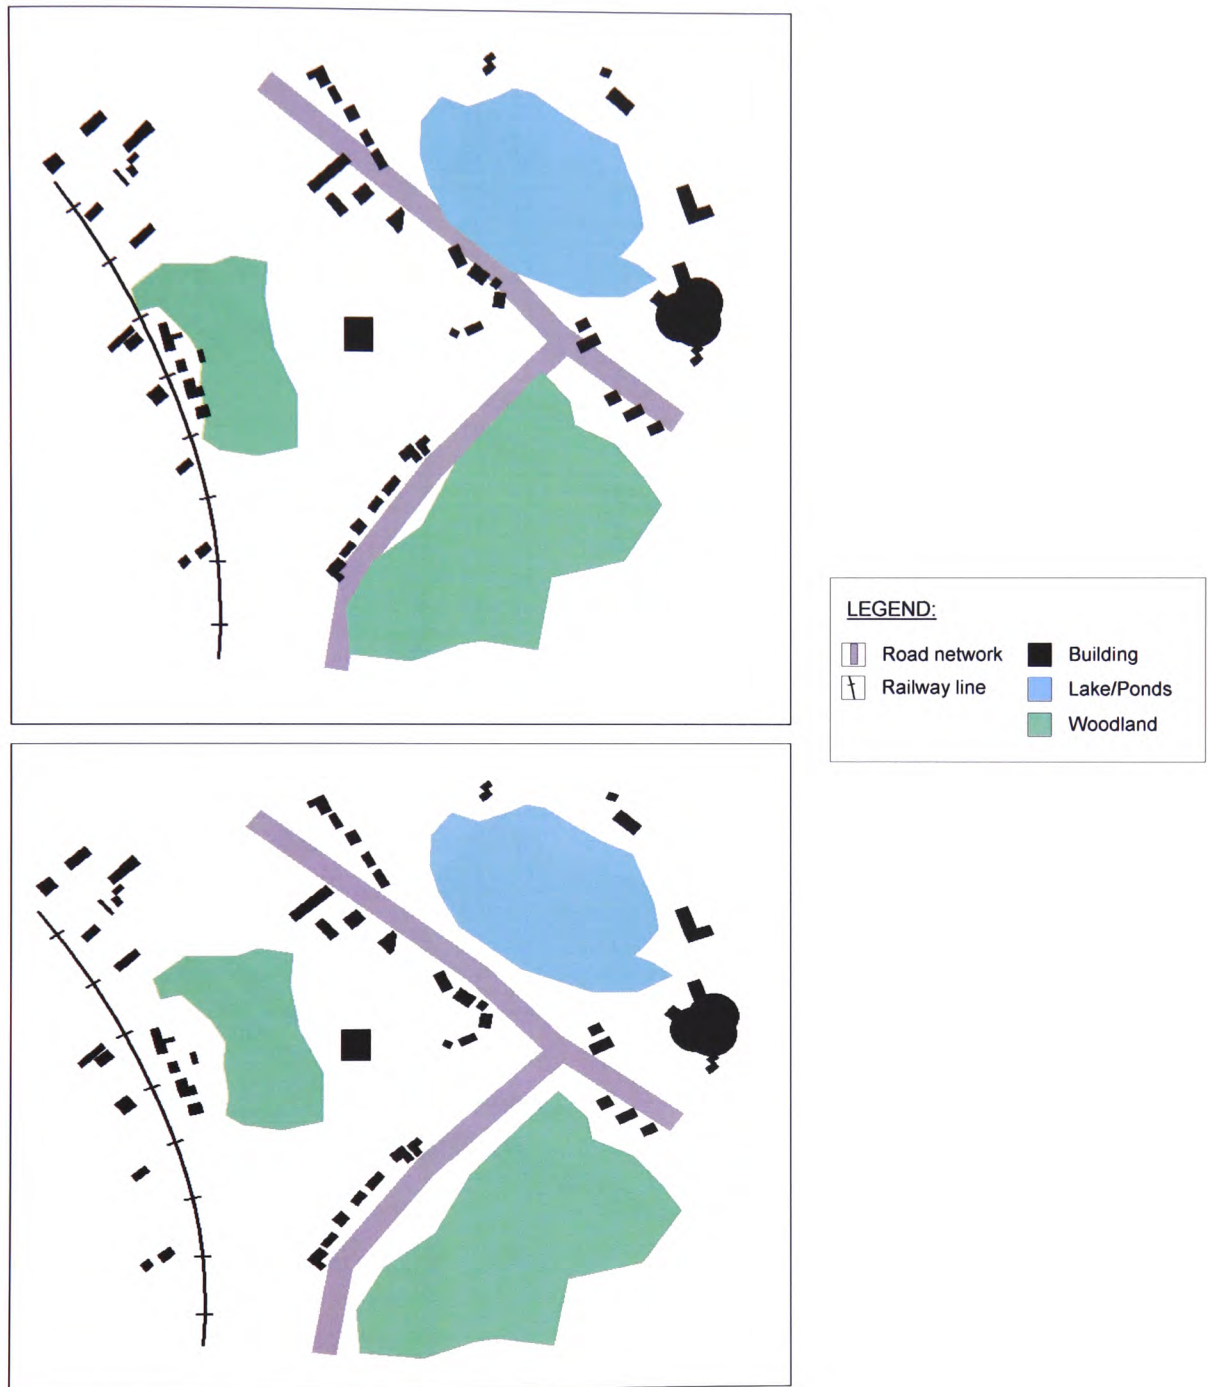 LEGEND:
Road network
Building
Railway line
Lake/Ponds
Woodland